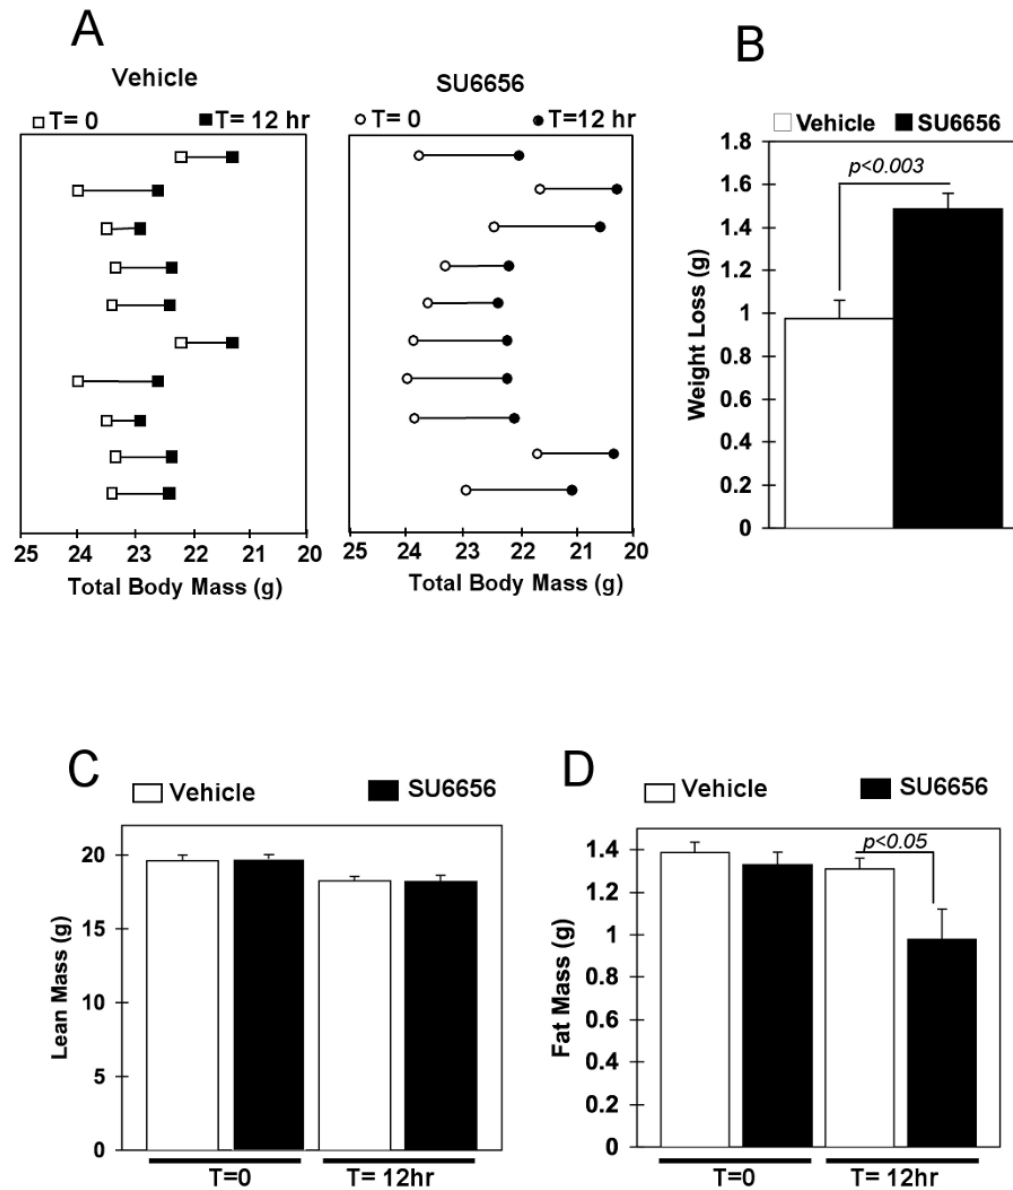 A
Vehicle
T= 0 T= 12 hr
25 24 23 22 21 20
Total Body Mass (g)
SU6656
T= 0 T=12 hr
25 24 23 22 21 20
Total Body Mass (g)
B
Vehicle SU6656
p<0.003
1.8
1.6
1.4
1.2
1
0.8
0.6
0.4
0.2
0
Weight Loss (g)
C
Vehicle SU6656
20
15
10
5
0
Lean Mass (g)
T=0 T= 12hr
D
Vehicle SU6656
p<0.05
1.4
1.2
1
0.8
0.6
0.4
0.2
0
Fat Mass (g)
T=0 T= 12hr